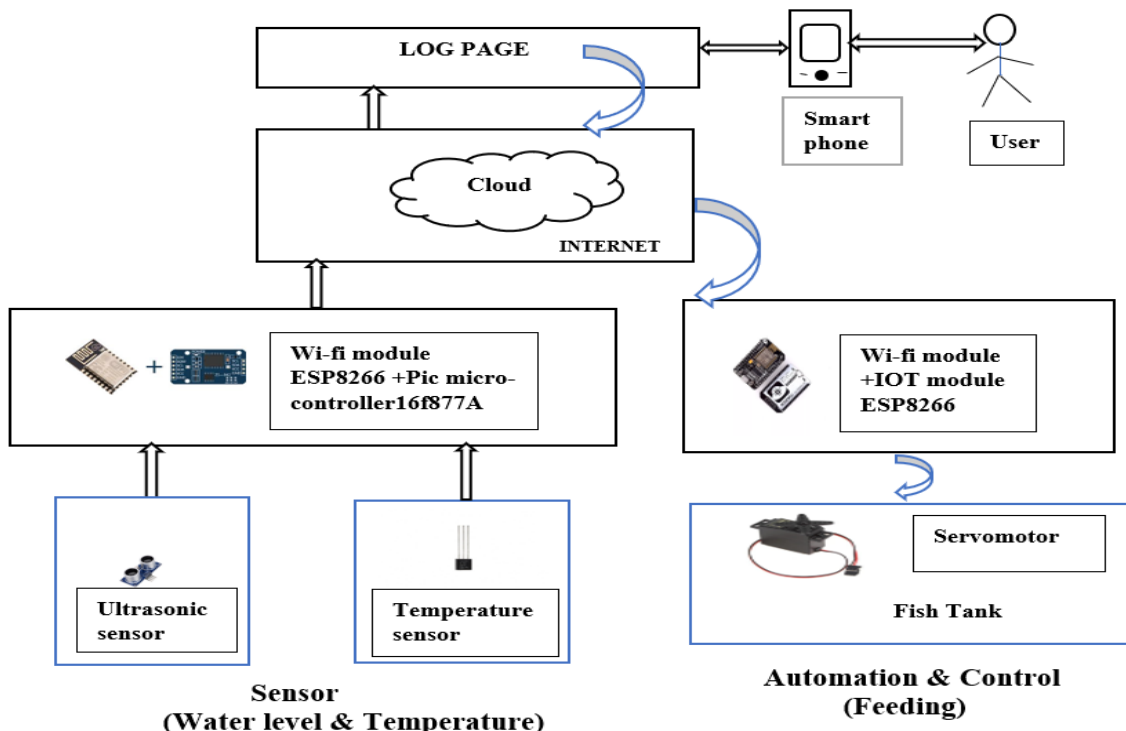 LOG PAGE
Smart
phone
User
Cloud
INTERNET
Wi-fi module
ESP8266 +Pic micro-
controller16f877A
+
Wi-fi module
+IOT module
ESP8266
Ultrasonic
sensor
Temperature
sensor
Servomotor
Fish Tank
Sensor
(Water level & Temperature)
Automation & Control
(Feeding)